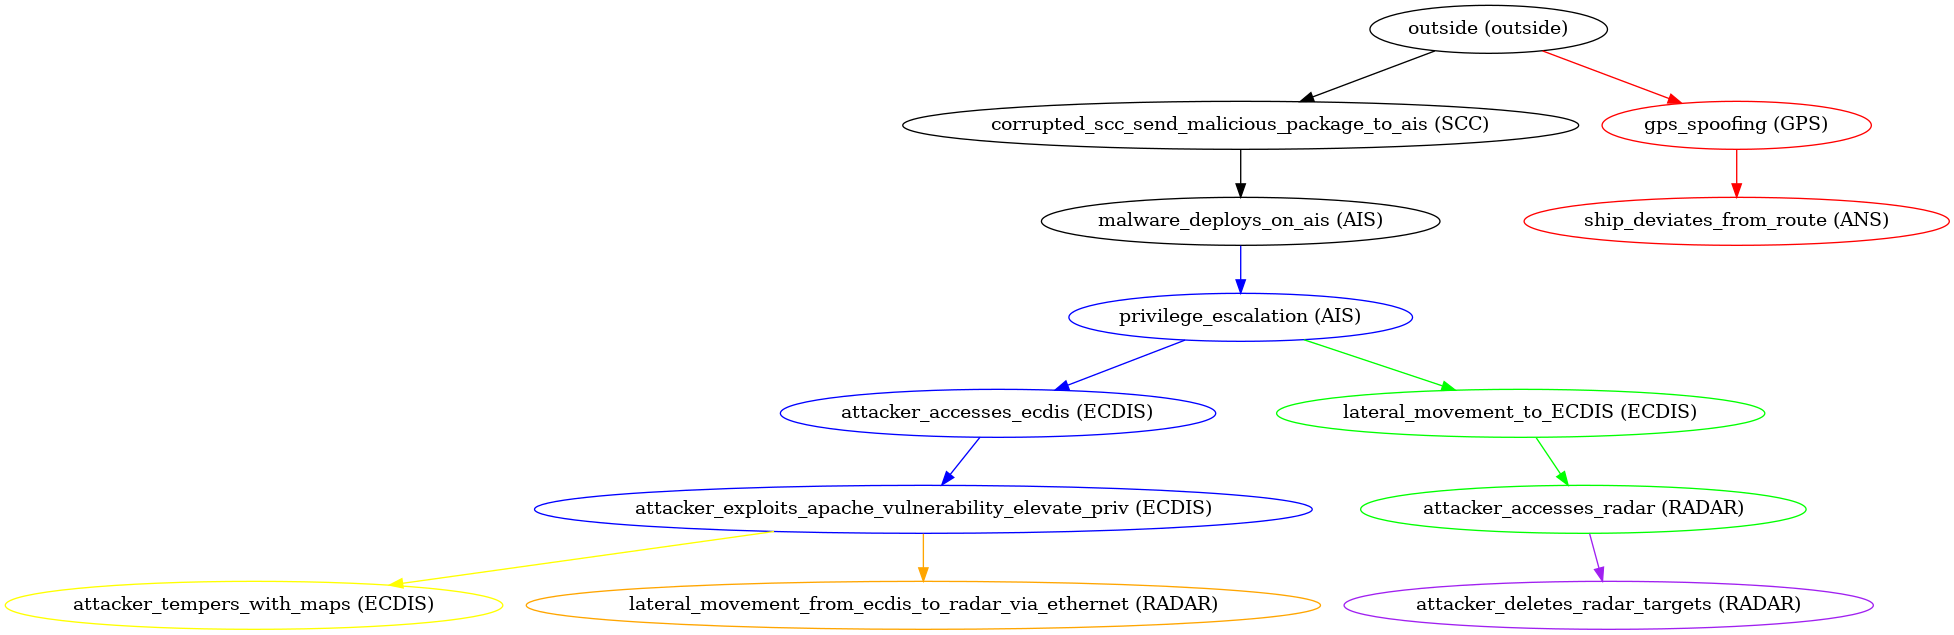 outside (outside)
corrupted_scc_send_malicious_package_to_ais (SCC)
gps_spoofing (GPS)
malware_deploys_on_ais (AIS)
ship_deviates_from_route (ANS)
privilege_escalation (AIS)
attacker_accesses_ecdis (ECDIS)
lateral_movement_to_ECDIS (ECDIS)
attacker_exploits_apache_vulnerability_elevate_priv (ECDIS)
attacker_accesses_radar (RADAR)
attacker_tempers_with_maps (ECDIS)
lateral_movement_from_ecdis_to_radar_via_ethernet (RADAR)
attacker_deletes_radar_targets (RADAR)